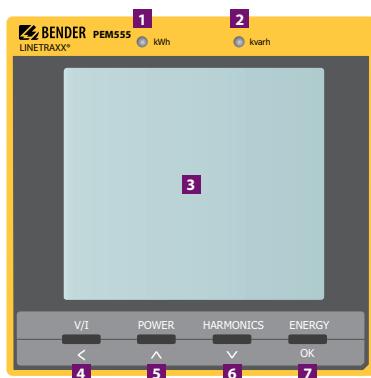 1 2
BENDER PEM555 kWh kvarh
LINETRAXX®
3
V/I POWER HARMONICS ENERGY
OK
4 5 6 7